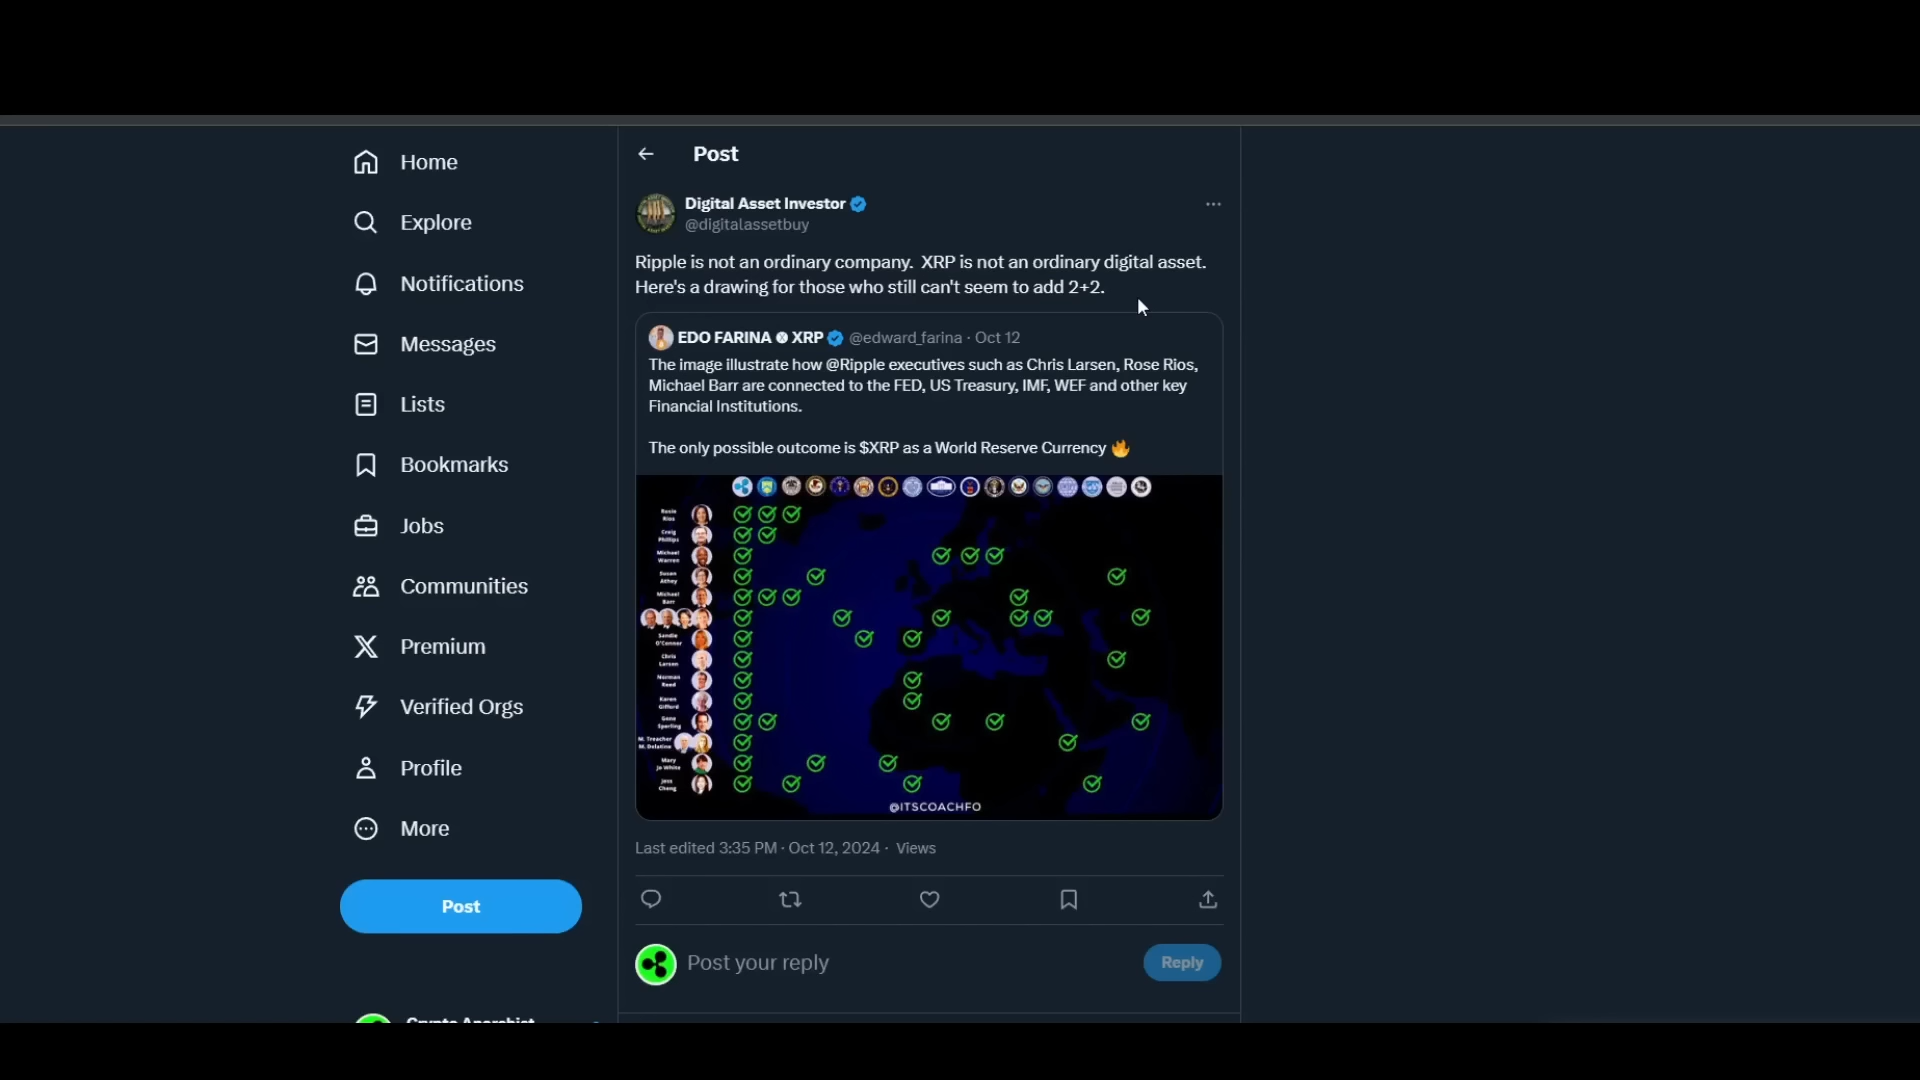 Home
Explore
Notifications
Messages
Lists
Bookmarks
Jobs
Communities
Premium
Verified Orgs
Profile
More
Post
Post
Digital Asset Investor
@digitalassetbuy
Ripple is not an ordinary company. XRP is not an ordinary digital asset.
Here's a drawing for those who still can't seem to add 2+2.
EDO FARINA XRP @edward_farina · Oct 12
The image illustrate how @Ripple executives such as Chris Larsen, Rose Rios,
Michael Barr are connected to the FED, US Treasury, IMF, WEF and other key
Financial Institutions.
The only possible outcome is $XRP as a World Reserve Currency 🔥
Rosie
Rios
Craig
Phillips
Michael
Warren
Susan
Athey
Michael
Barr
Sandie
O'Connor
Chris
Larsen
Norman
Reed
Karen
Gifford
Gene
Sperling
M. Treacher
M. Delatine
Mary
Jo White
Jess
Cheng
@ITSCOACHFO
Last edited 3:35 PM · Oct 12, 2024 · Views
Post your reply
Reply